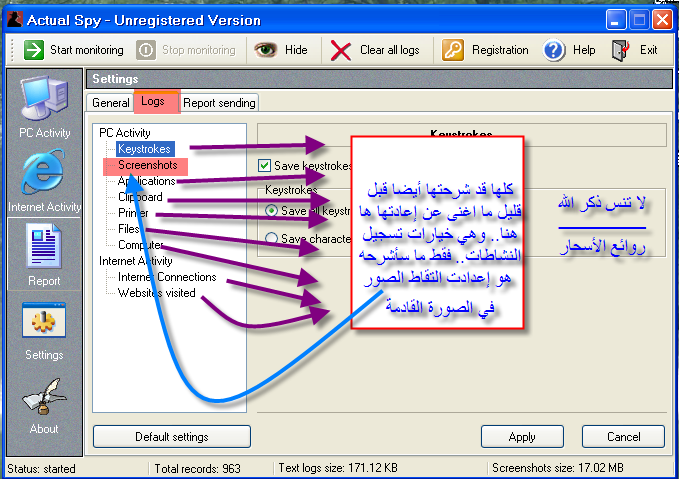 Actual Spy - Unregistered Version
Start monitoring
Stop monitoring
Hide
Clear all logs
Registration
Help
Exit
Settings
General
Logs
Report sending
PC Activity
Internet Activity
Report
Settings
About
PC Activity
Keystrokes
Screenshots
Applications
Clipboard
Printer
Files
Computer
Internet Activity
Internet Connections
Websites visited
Keystrokes
Save keystrokes
Keystrokes
Save all keystr
Save characte
كلها قد شرحتها أيضا قبل
قليل ما اغنى عن إعادتها ها
هنا.. وهي خيارات تسجيل
النشاطات.. فقط ما سأشرحه
هو إعدادت التقاط الصور
في الصورة القادمة
لا تنس ذكر الله
روائع الأسحار
Default settings
Apply
Cancel
Status: started
Total records: 963
Text logs size: 171.12 KB
Screenshots size: 17.02 MB